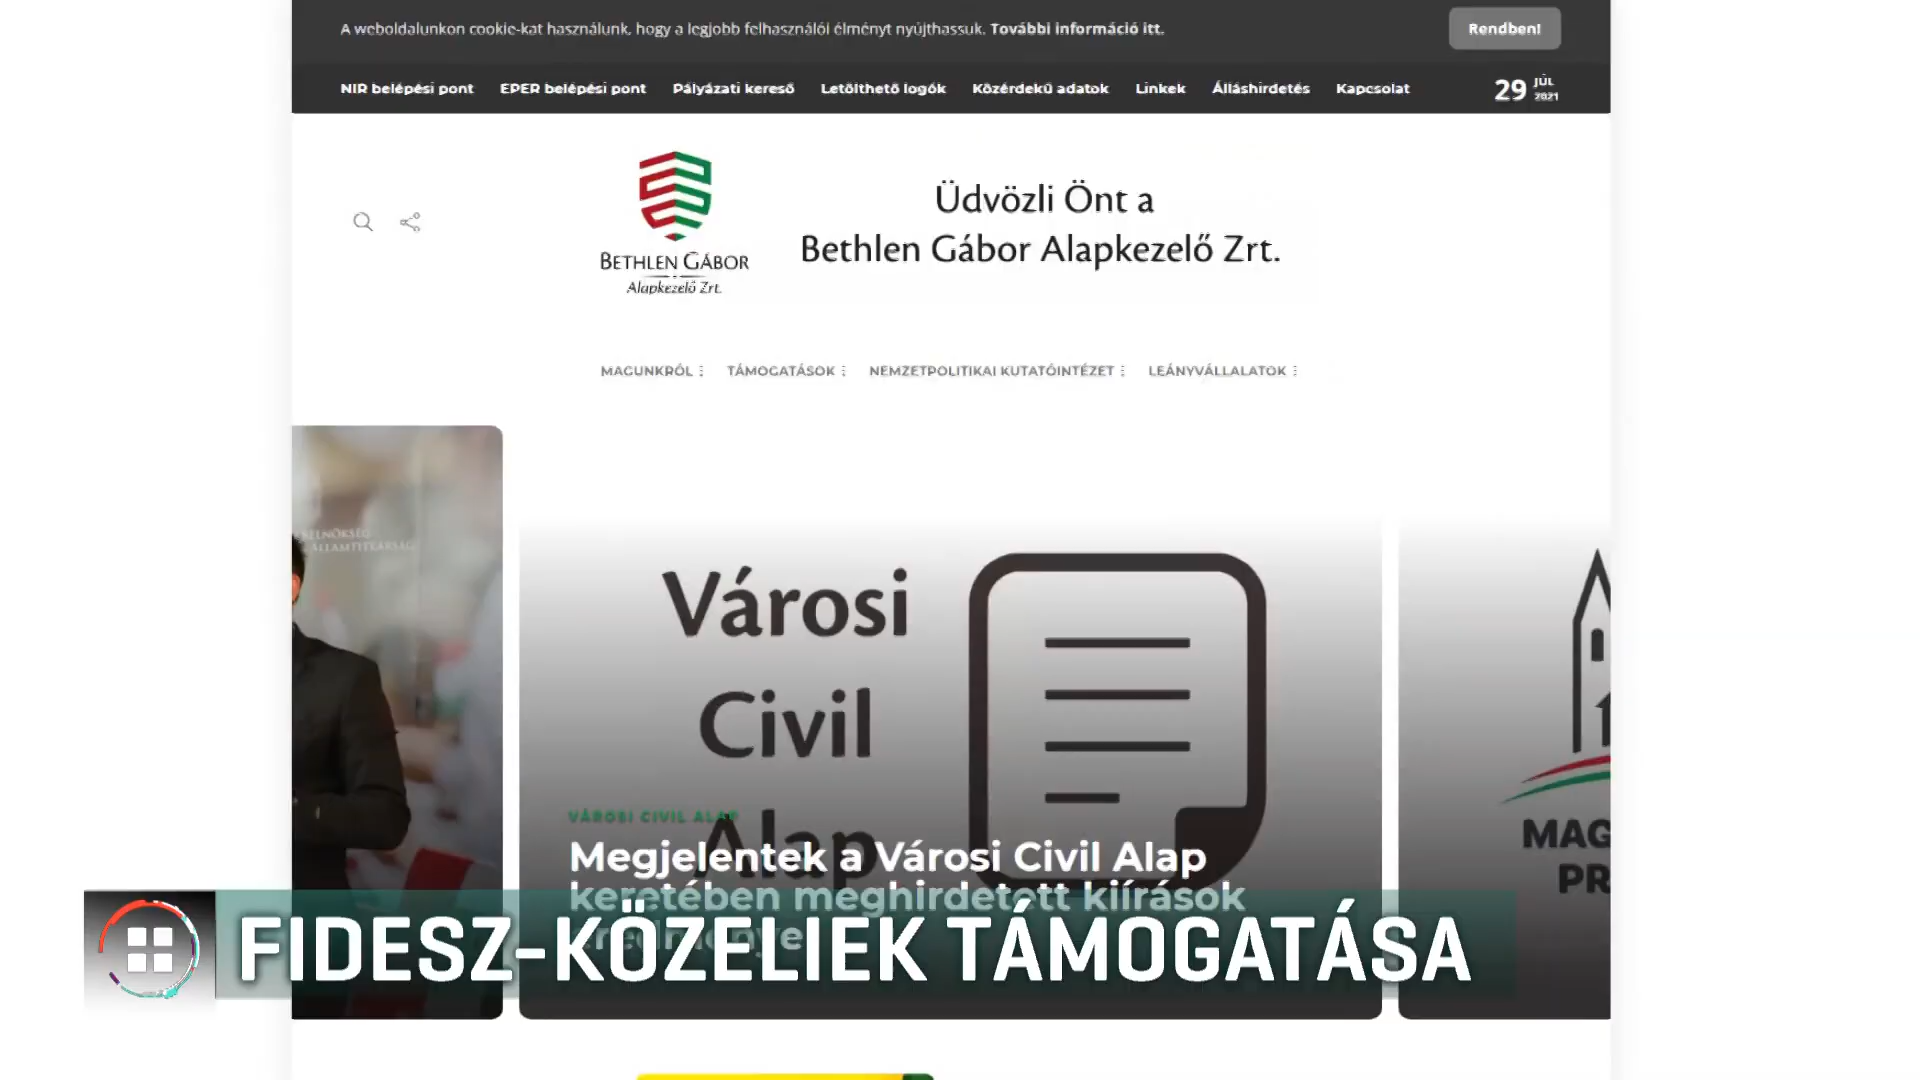 A weboldalunkon cookie-kat használunk, hogy a legjobb felhasználói élményt nyújthassuk. További információ itt.
Rendben!
NIR belépési pont EPER belépési pont Pályázati kereső Letölthető logók Közérdekű adatok Linkek Álláshirdetés Kapcsolat
29 JÚL 2021
BETHLEN GÁBOR
Alapkezelő Zrt.
Üdvözli Önt a
Bethlen Gábor Alapkezelő Zrt.
MAGUNKRÓL TÁMOGATÁSOK NEMZETPOLITIKAI KUTATÓINTÉZET LEÁNYVÁLLALATOK
Városi
Civil
Alap
VÁROSI CIVIL ALAP
Megjelentek a Városi Civil Alap
keretében meghirdetett kiírások
MAG
PR
FIDESZ-KÖZELIEK TÁMOGATÁSA